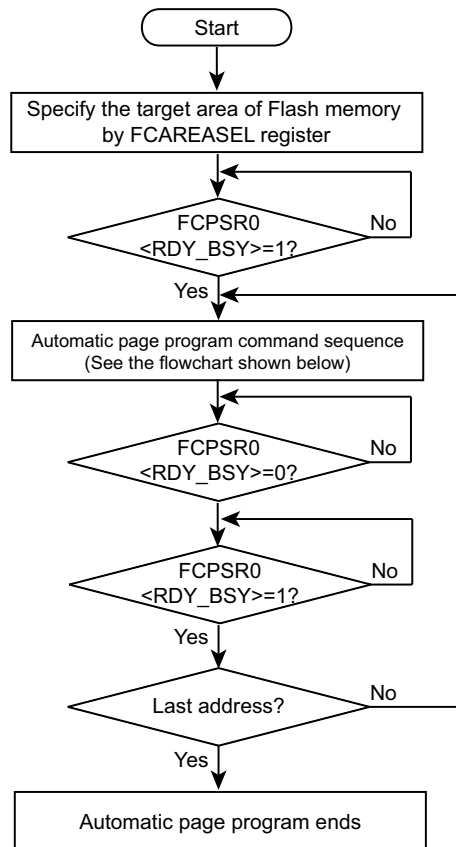 Start
Specify the target area of Flash memory
by FCAREASEL register
FCPSR0
<RDY_BSY>=1?
No
Yes
Automatic page program command sequence
(See the flowchart shown below)
FCPSR0
<RDY_BSY>=0?
No
FCPSR0
<RDY_BSY>=1?
No
Yes
Last address?
No
Yes
Automatic page program ends